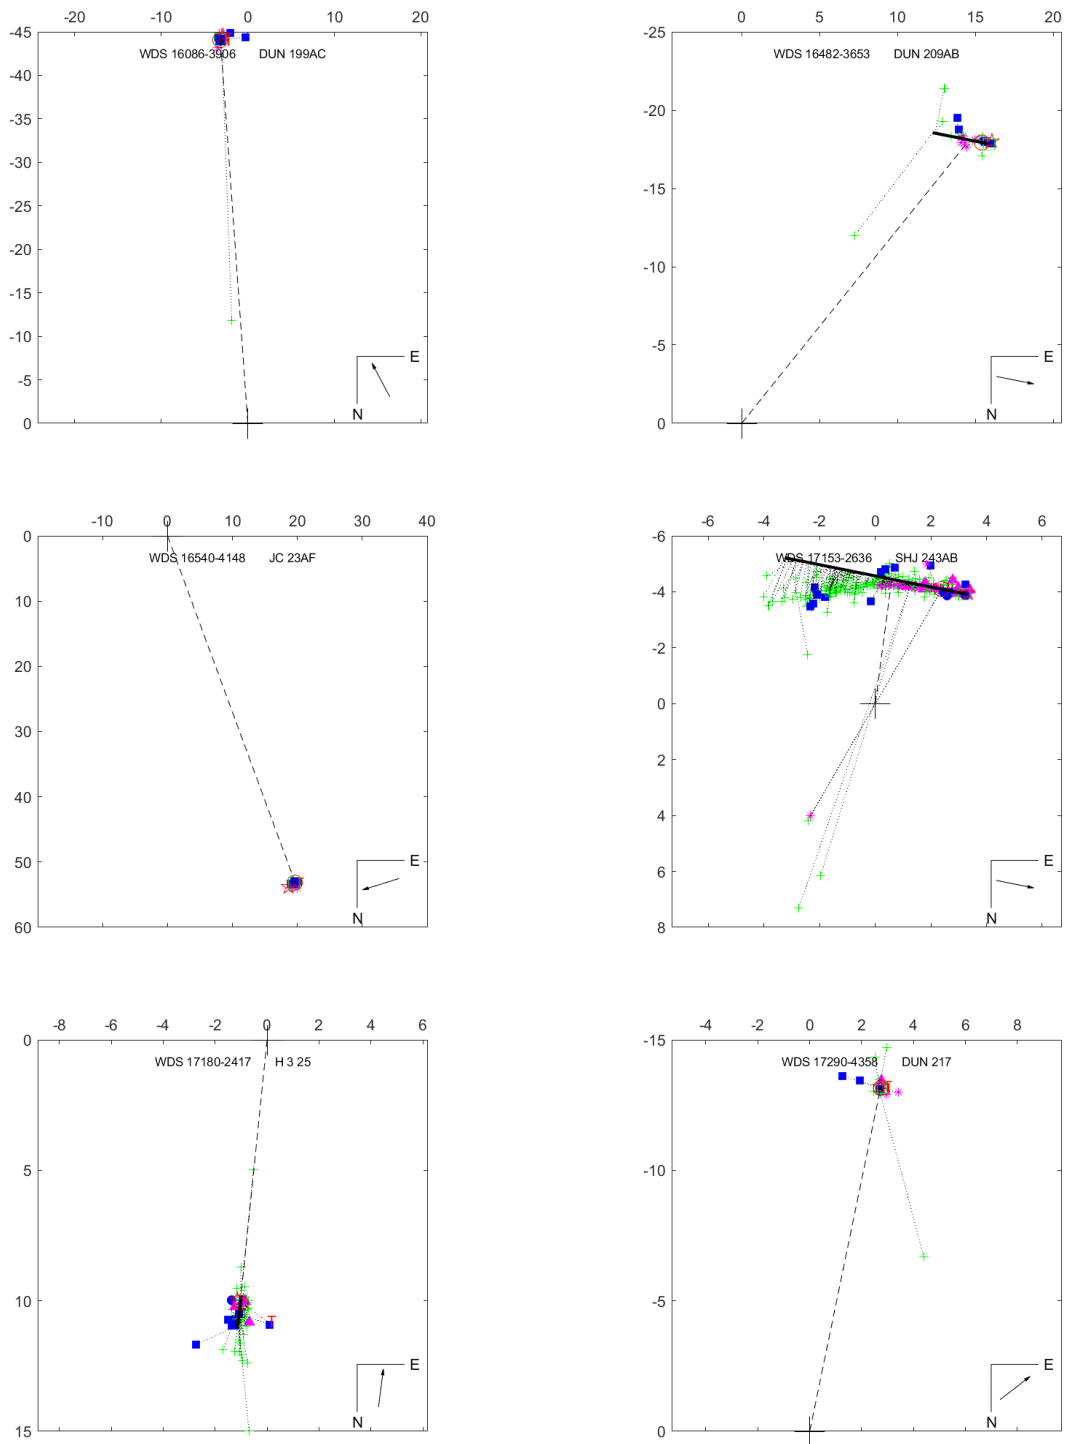 -20 -10 0 10 20
-45
WDS 16086-3906 DUN 199AC
-40
-35
-30
-25
-20
-15
-10
E
-5
N
0
0 5 10 15 20
-25
WDS 16482-3653 DUN 209AB
-20
-15
-10
-5
E
N
0
-10 0 10 20 30 40
0
WDS 16540-4148 JC 23AF
10
20
30
40
50
E
N
60
-6 -4 -2 0 2 4 6
-6
WDS 17153-2636 SHJ 243AB
-4
-2
0
2
4
6
E
N
8
-8 -6 -4 -2 0 2 4 6
0
WDS 17180-2417 H 3 25
5
10
T
E
N
15
-4 -2 0 2 4 6 8
-15
WDS 17290-4358 DUN 217
-10
-5
E
N
0